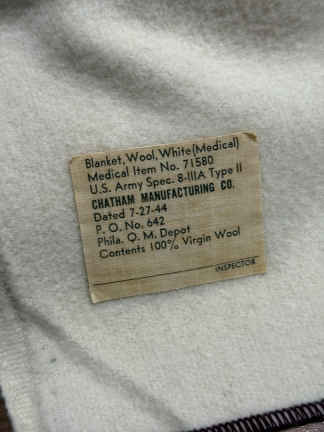 Blanket, Wool, White (Medical)
Medical Item No. 71580
U.S. Army Spec. 8-IIIA Type II
CHATHAM MANUFACTURING CO.
Dated 7-27-44
P. O. No. 642
Phila. Q. M. Depot
Contents 100% Virgin Wool
INSPECTOR